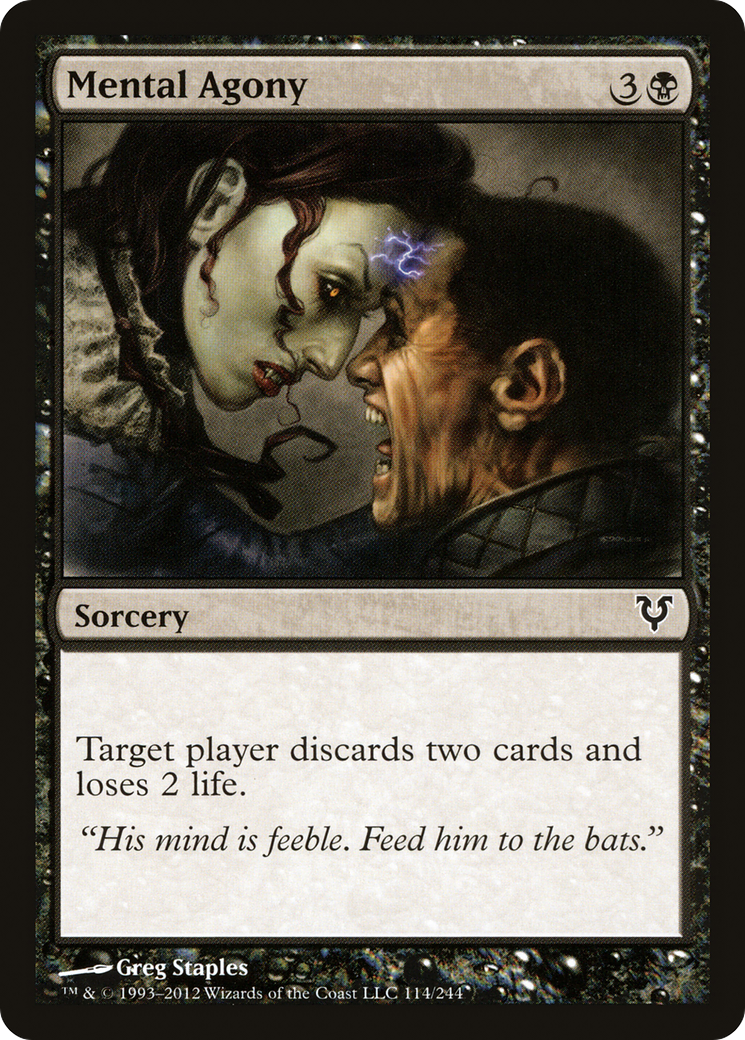 Mental Agony 3
Sorcery
Target player discards two cards and
loses 2 life.
“His mind is feeble. Feed him to the bats.”
Greg Staples
™ & © 1993–2012 Wizards of the Coast LLC 114/244